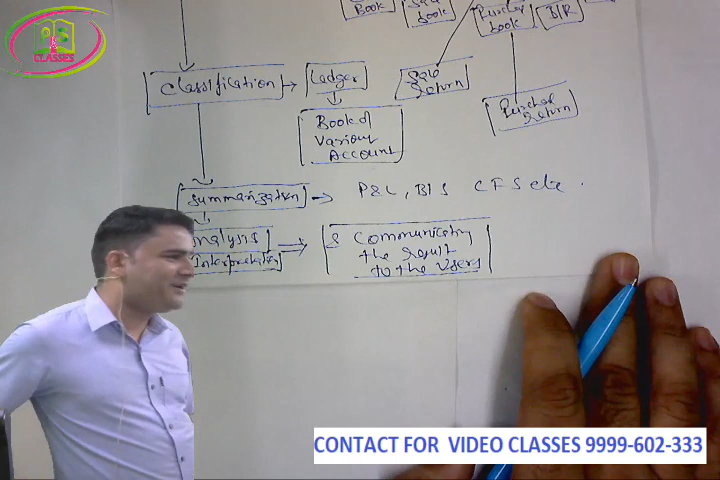 Book
Book
Book
B/R
Classification
Ledger
Sale
Return
Book of
Various
Account
Purchase
Return
Summarization
P&L, B/S CFS etc.
Analysis
Interpretation
& Communicating
the result
to the Users
CLASSES
CONTACT FOR VIDEO CLASSES 9999-602-333